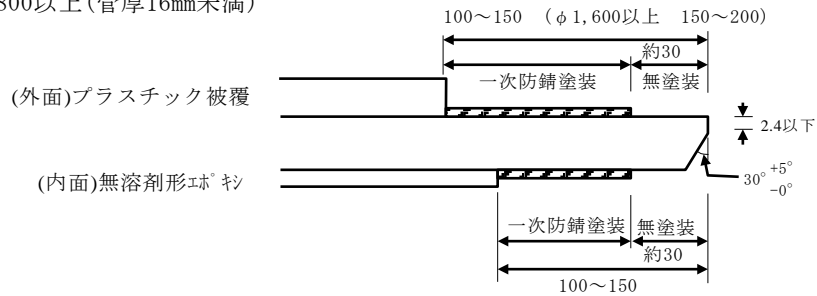 800以上(管厚16mm未満)
100～150 (φ1,600以上 150～200)
約30
一次防錆塗装 無塗装
(外面)プラスチック被覆
2.4以下
(内面)無溶剤形ｴﾎﾟｷｼ
30° +5° -0°
一次防錆塗装 無塗装
約30
100～150